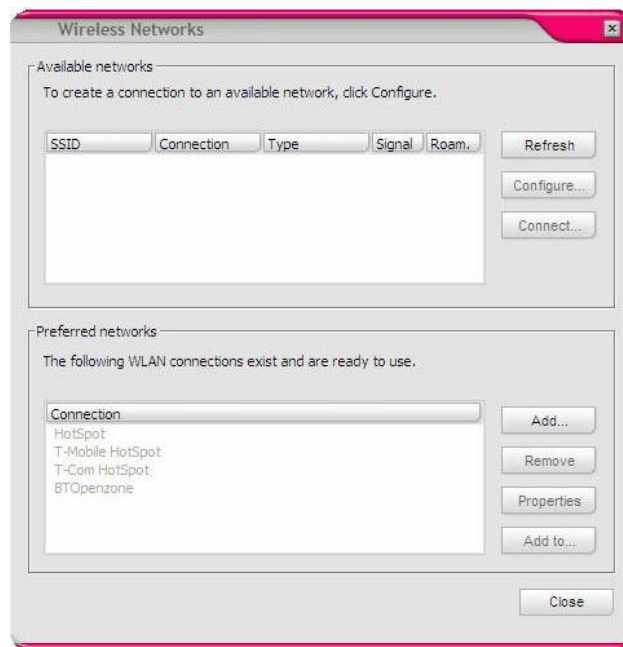 Wireless Networks
Available networks
To create a connection to an available network, click Configure.
SSID Connection Type Signal Roam.
Refresh
Configure...
Connect...
Preferred networks
The following WLAN connections exist and are ready to use.
Connection
HotSpot
T-Mobile HotSpot
T-Com HotSpot
BTOpenzone
Add...
Remove
Properties
Add to...
Close